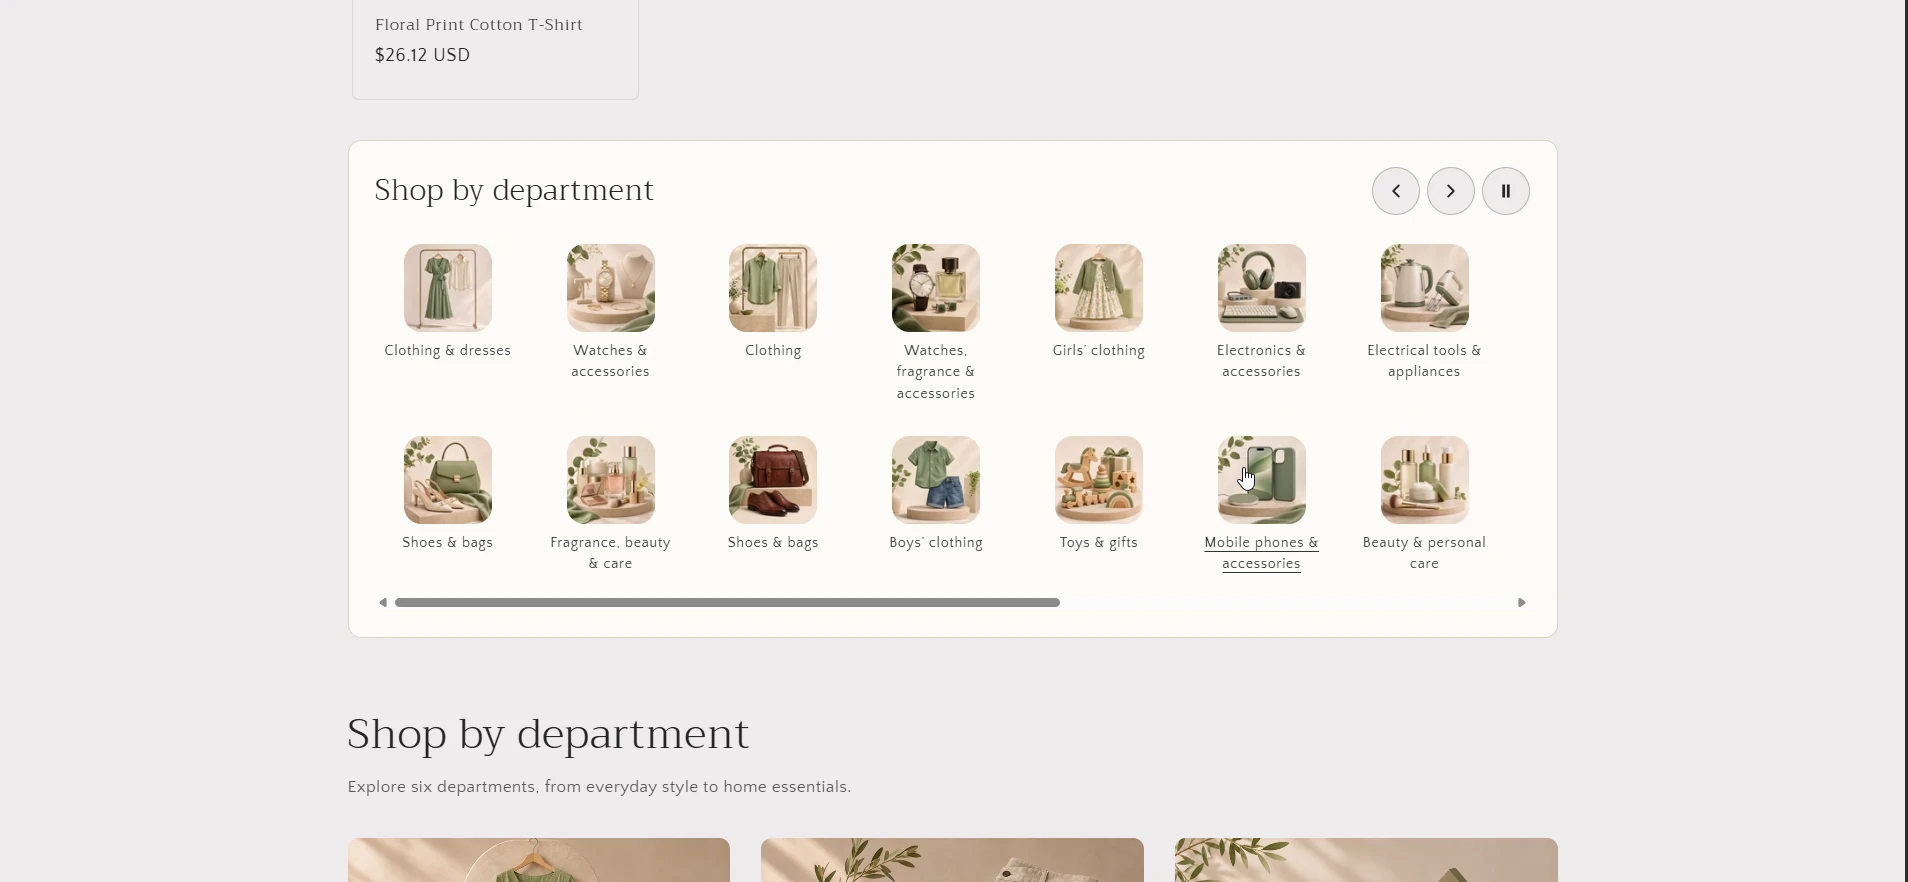 Floral Print Cotton T-Shirt
$26.12 USD
Shop by department
Clothing & dresses
Watches &
accessories
Clothing
Watches,
fragrance &
accessories
Girls' clothing
Electronics &
accessories
Electrical tools &
appliances
Shoes & bags
Fragrance, beauty
& care
Shoes & bags
Boys' clothing
Toys & gifts
Mobile phones &
accessories
Beauty & personal
care
Shop by department
Explore six departments, from everyday style to home essentials.